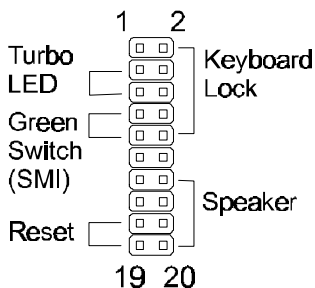 1 2
Turbo
LED
Keyboard
Lock
Green
Switch
(SMI)
Speaker
Reset
19 20